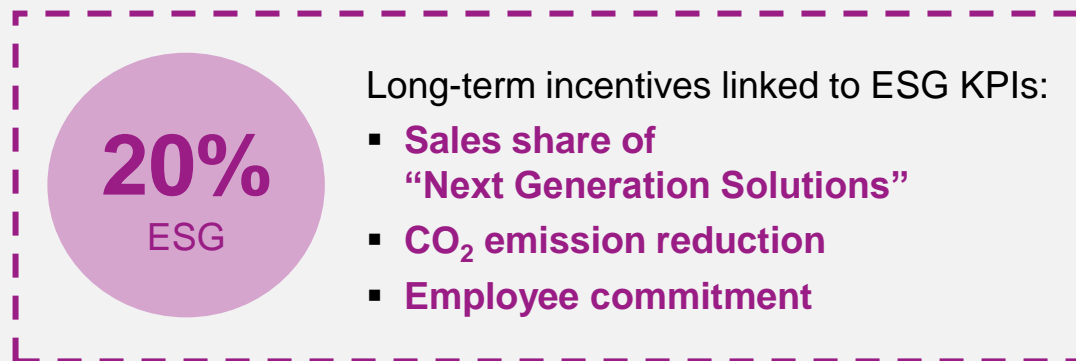 20%
ESG
Long-term incentives linked to ESG KPIs:
▪ Sales share of
“Next Generation Solutions”
▪ CO₂ emission reduction
▪ Employee commitment